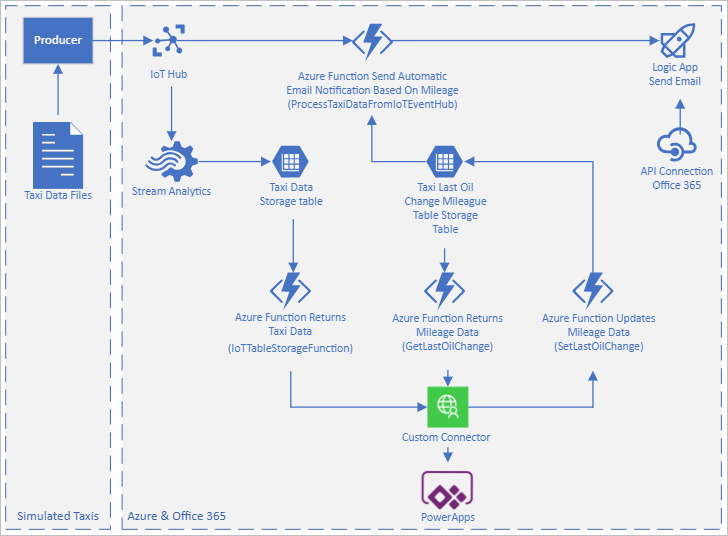 Producer
IoT Hub
Azure Function Send Automatic
Email Notification Based On Mileage
(ProcessTaxiDataFromIoTEventHub)
Logic App
Send Email
Taxi Data Files
Stream Analytics
Taxi Data
Storage table
Taxi Last Oil
Change Mileague
Table Storage
Table
API Connection
Office 365
Azure Function Returns
Taxi Data
(IoTTableStorageFunction)
Azure Function Returns
Mileage Data
(GetLastOilChange)
Azure Function Updates
Mileage Data
(SetLastOilChange)
Custom Connector
PowerApps
Simulated Taxis
Azure & Office 365